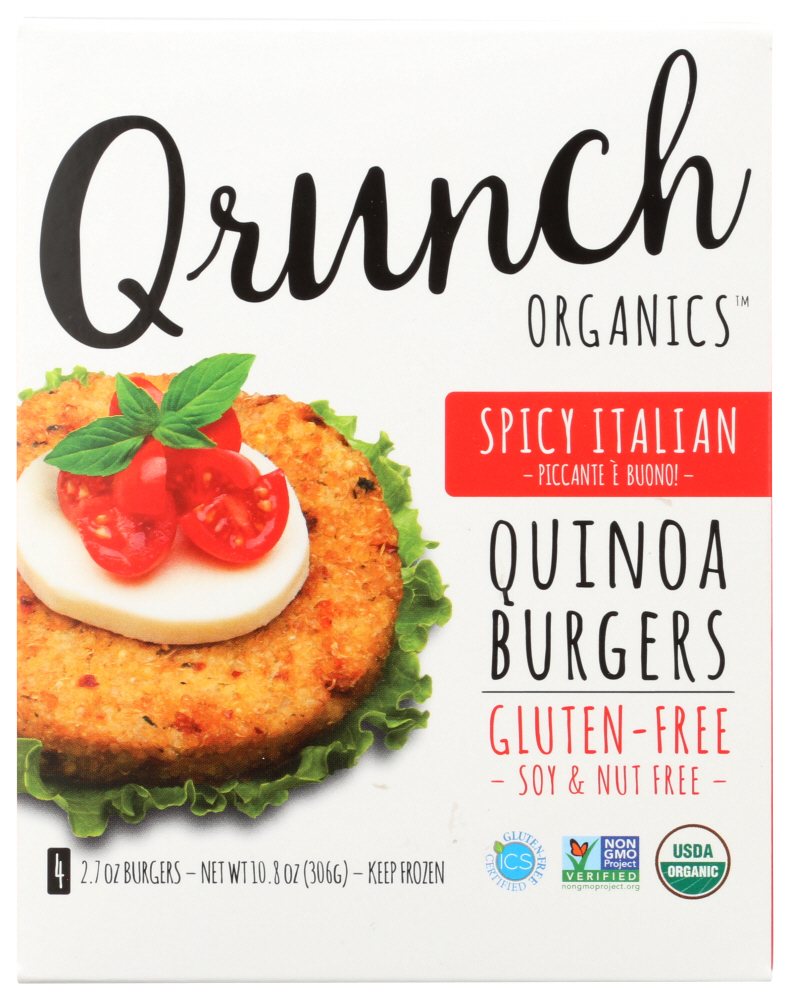 Qrunch
ORGANICS™
SPICY ITALIAN
– PICCANTE È BUONO! –
QUINOA
BURGERS
GLUTEN-FREE
– SOY & NUT FREE –
4 2.7 oz BURGERS – NET WT 10.8 oz (306G) – KEEP FROZEN
GLUTEN-FREE
ICS
CERTIFIED
NON
GMO
Project
VERIFIED
nongmoproject.org
USDA
ORGANIC